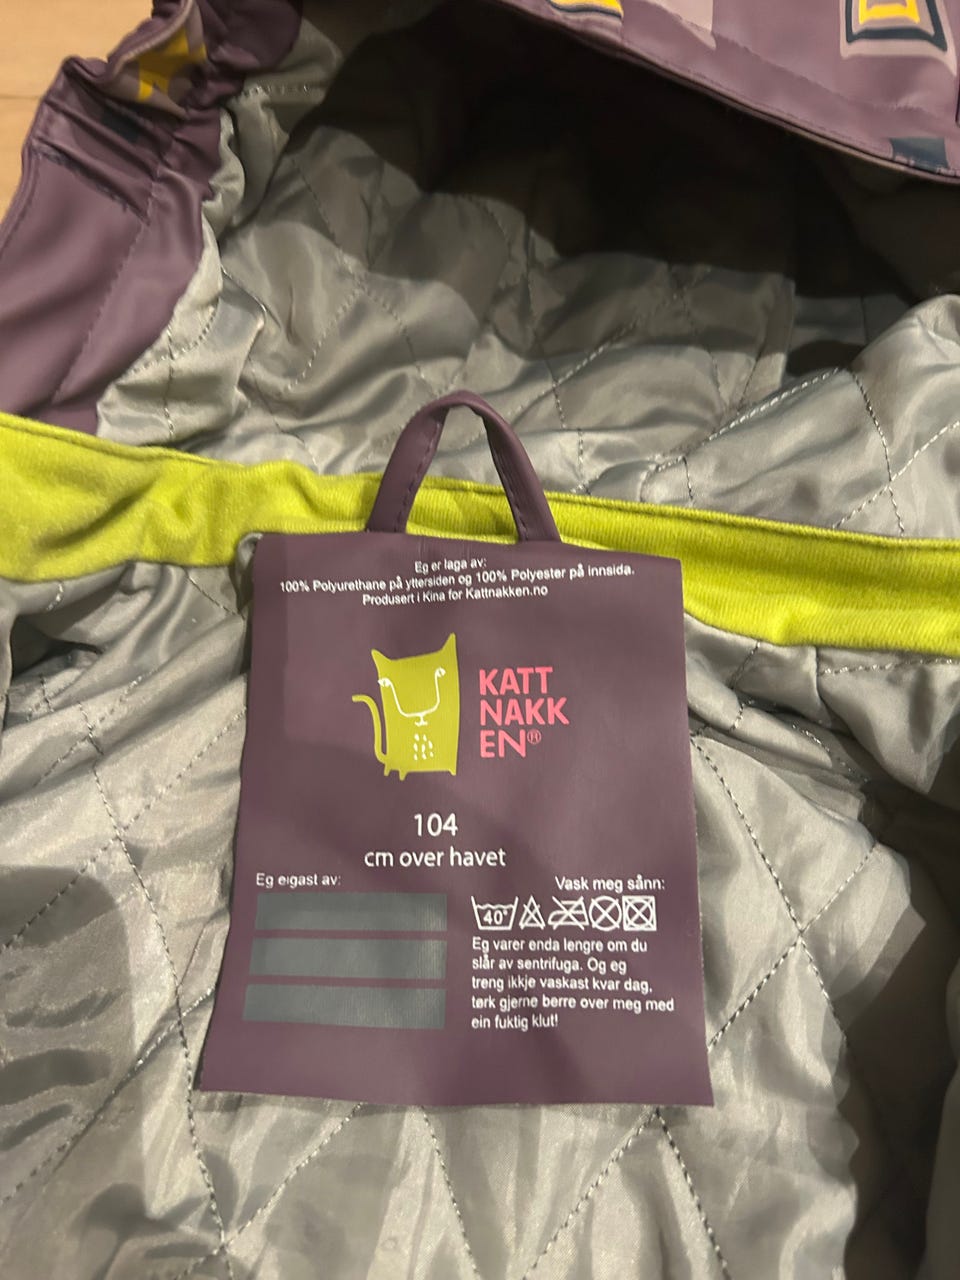 Eg er laga av:
100% Polyurethane på yttersiden og 100% Polyester på innsida.
Produsert i Kina for Kattnakken.no
KATT
NAKK
EN®
104
cm over havet
Eg eigast av:
Vask meg sånn:
40°
Eg varer enda lengre om du
slår av sentrifuga. Og eg
treng ikkje vaskast kvar dag,
tørk gjerne berre over meg med
ein fuktig klut!